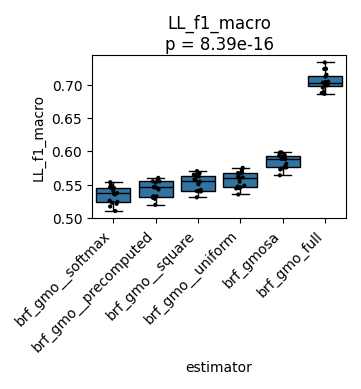 LL_f1_macro
p = 8.39e-16
LL_f1_macro
0.70
0.65
0.60
0.55
0.50
brf_gmo__softmax
brf_gmo__precomputed
brf_gmo__square
brf_gmo__uniform
brf_gmosa
brf_gmo_full
estimator